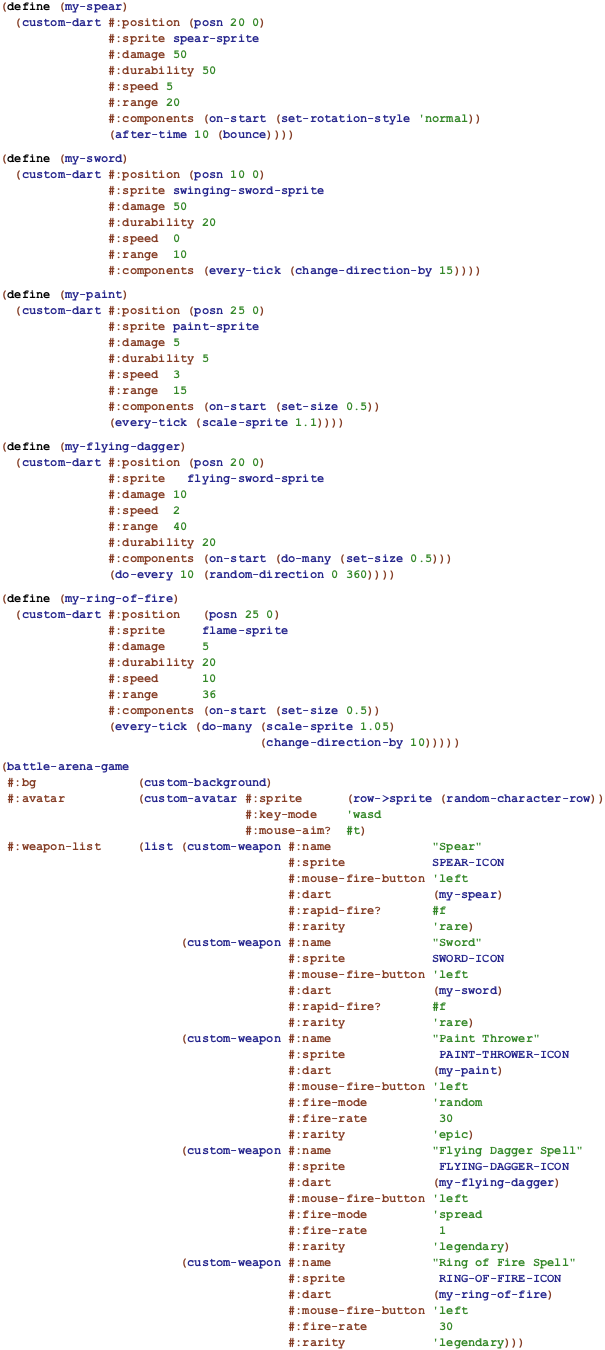 (define (my-spear)
  (custom-dart #:position (posn 20 0)
               #:sprite spear-sprite
               #:damage 50
               #:durability 50
               #:speed 5
               #:range 20
               #:components (on-start (set-rotation-style 'normal))
               (after-time 10 (bounce))))
(define (my-sword)
  (custom-dart #:position (posn 10 0)
               #:sprite swinging-sword-sprite
               #:damage 50
               #:durability 20
               #:speed  0
               #:range  10
               #:components (every-tick (change-direction-by 15))))
(define (my-paint)
  (custom-dart #:position (posn 25 0)
               #:sprite paint-sprite
               #:damage 5
               #:durability 5
               #:speed  3
               #:range  15
               #:components (on-start (set-size 0.5))
               (every-tick (scale-sprite 1.1))))
(define (my-flying-dagger)
  (custom-dart #:position (posn 20 0)
               #:sprite   flying-sword-sprite
               #:damage 10
               #:speed  2
               #:range  40
               #:durability 20
               #:components (on-start (do-many (set-size 0.5)))
               (do-every 10 (random-direction 0 360))))
(define (my-ring-of-fire)
  (custom-dart #:position   (posn 25 0)
               #:sprite     flame-sprite
               #:damage     5
               #:durability 20
               #:speed      10
               #:range      36
               #:components (on-start (set-size 0.5))
               (every-tick (do-many (scale-sprite 1.05)
                                    (change-direction-by 10)))))
(battle-arena-game
 #:bg              (custom-background)
 #:avatar          (custom-avatar #:sprite     (row->sprite (random-character-row))
                                  #:key-mode   'wasd
                                  #:mouse-aim?  #t)
 #:weapon-list     (list (custom-weapon #:name              "Spear"
                                        #:sprite            SPEAR-ICON
                                        #:mouse-fire-button 'left
                                        #:dart              (my-spear)
                                        #:rapid-fire?       #f
                                        #:rarity            'rare)
                         (custom-weapon #:name              "Sword"
                                        #:sprite            SWORD-ICON
                                        #:mouse-fire-button 'left
                                        #:dart              (my-sword)
                                        #:rapid-fire?       #f
                                        #:rarity            'rare)
                         (custom-weapon #:name              "Paint Thrower"
                                        #:sprite             PAINT-THROWER-ICON
                                        #:dart              (my-paint)
                                        #:mouse-fire-button 'left
                                        #:fire-mode         'random
                                        #:fire-rate          30
                                        #:rarity            'epic)
                         (custom-weapon #:name              "Flying Dagger Spell"
                                        #:sprite             FLYING-DAGGER-ICON
                                        #:dart              (my-flying-dagger)
                                        #:mouse-fire-button 'left
                                        #:fire-mode         'spread
                                        #:fire-rate          1
                                        #:rarity            'legendary)
                         (custom-weapon #:name              "Ring of Fire Spell"
                                        #:sprite             RING-OF-FIRE-ICON
                                        #:dart              (my-ring-of-fire)
                                        #:mouse-fire-button 'left
                                        #:fire-rate          30
                                        #:rarity            'legendary)))